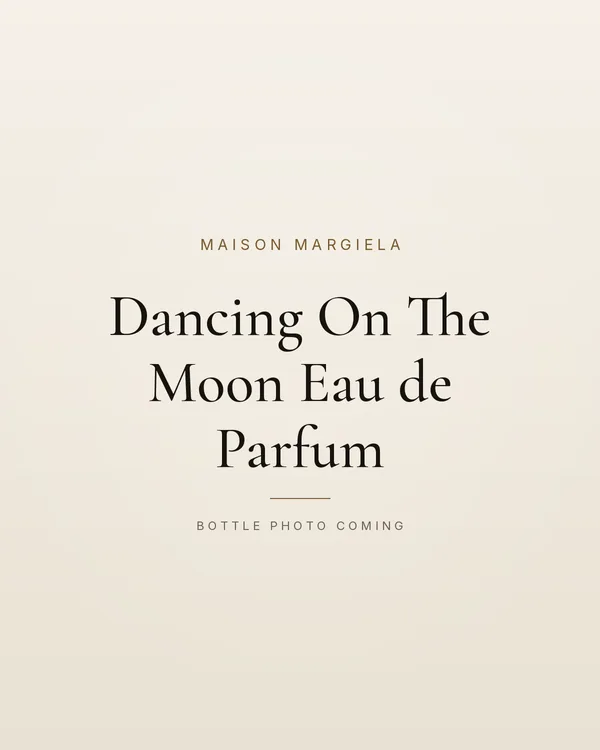 MAISON MARGIELA
Dancing On The
Moon Eau de
Parfum
BOTTLE PHOTO COMING